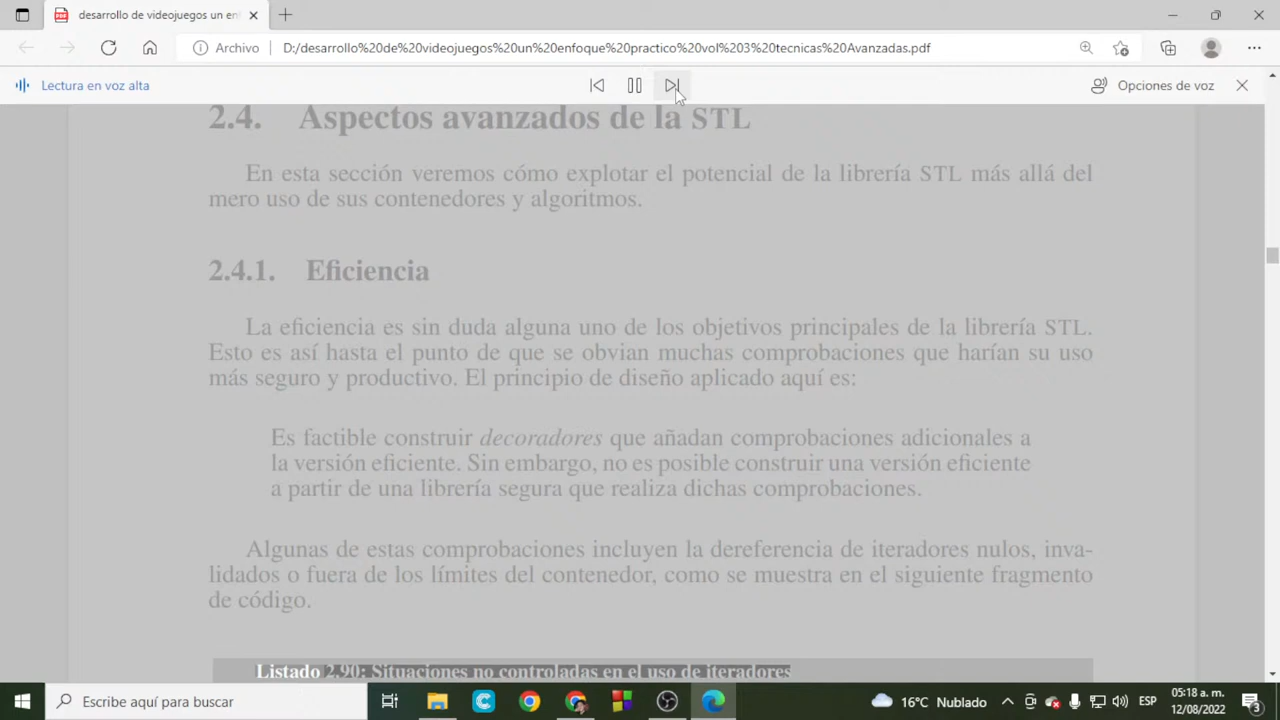 desarrollo de videojuegos un en
Archivo
D:/desarrollo%20de%20videojuegos%20un%20enfoque%20practico%20vol%203%20tecnicas%20Avanzadas.pdf
Lectura en voz alta
Opciones de voz
2.4. Aspectos avanzados de la STL
En esta sección veremos cómo explotar el potencial de la librería STL más allá del
mero uso de sus contenedores y algoritmos.
2.4.1. Eficiencia
La eficiencia es sin duda alguna uno de los objetivos principales de la librería STL.
Esto es así hasta el punto de que se obvian muchas comprobaciones que harían su uso
más seguro y productivo. El principio de diseño aplicado aquí es:
Es factible construir decoradores que añadan comprobaciones adicionales a
la versión eficiente. Sin embargo, no es posible construir una versión eficiente
a partir de una librería segura que realiza dichas comprobaciones.
Algunas de estas comprobaciones incluyen la dereferencia de iteradores nulos, inva-
lidados o fuera de los límites del contenedor, como se muestra en el siguiente fragmento
de código.
Listado 2.90: Situaciones no controladas en el uso de iteradores
Escribe aquí para buscar
16°C Nublado
ESP
05:18 a. m.
12/08/2022
3